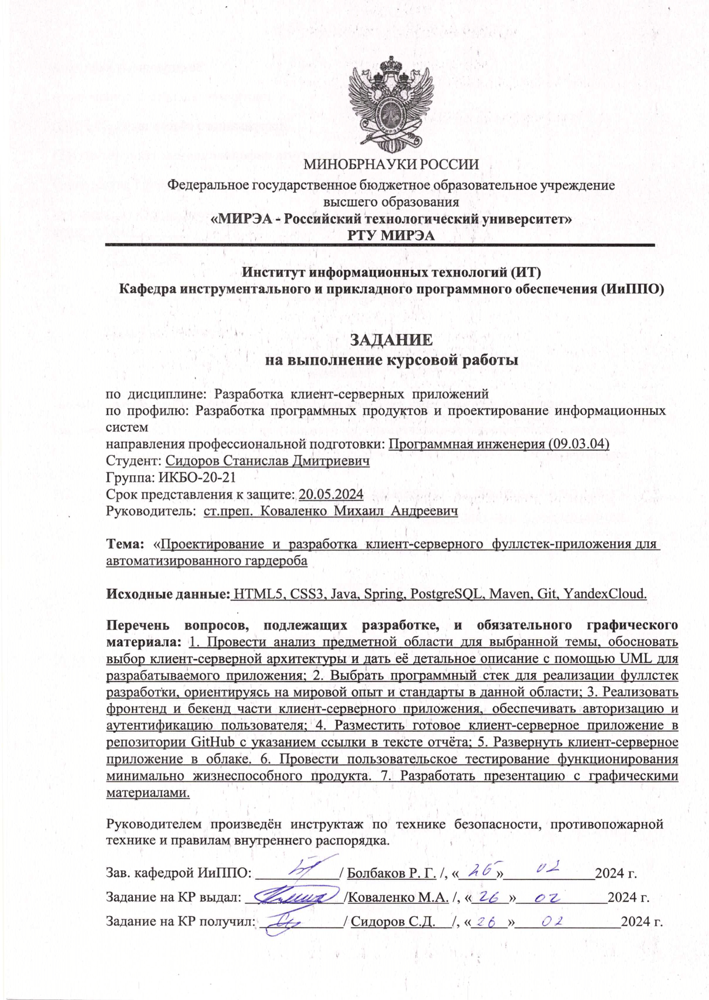 МИРЭА
МИНОБРНАУКИ РОССИИ
Федеральное государственное бюджетное образовательное учреждение
высшего образования
«МИРЭА - Российский технологический университет»
РТУ МИРЭА
Институт информационных технологий (ИТ)
Кафедра инструментального и прикладного программного обеспечения (ИиППО)
ЗАДАНИЕ
на выполнение курсовой работы
по дисциплине: Разработка клиент-серверных приложений
по профилю: Разработка программных продуктов и проектирование информационных
систем
направления профессиональной подготовки: Программная инженерия (09.03.04)
Студент: Сидоров Станислав Дмитриевич
Группа: ИКБО-20-21
Срок представления к защите: 20.05.2024
Руководитель: ст.преп. Коваленко Михаил Андреевич
Тема: «Проектирование и разработка клиент-серверного фуллстек-приложения для
автоматизированного гардероба
Исходные данные: HTML5, CSS3, Java, Spring, PostgreSQL, Maven, Git, YandexCloud.
Перечень вопросов, подлежащих разработке, и обязательного графического
материала: 1. Провести анализ предметной области для выбранной темы, обосновать
выбор клиент-серверной архитектуры и дать её детальное описание с помощью UML для
разрабатываемого приложения; 2. Выбрать программный стек для реализации фуллстек
разработки, ориентируясь на мировой опыт и стандарты в данной области; 3. Реализовать
фронтенд и бекенд части клиент-серверного приложения, обеспечивать авторизацию и
аутентификацию пользователя; 4. Разместить готовое клиент-серверное приложение в
репозитории GitHub с указанием ссылки в тексте отчёта; 5. Развернуть клиент-серверное
приложение в облаке. 6. Провести пользовательское тестирование функционирования
минимально жизнеспособного продукта. 7. Разработать презентацию с графическими
материалами.
Руководителем произведён инструктаж по технике безопасности, противопожарной
технике и правилам внутреннего распорядка.
Зав. кафедрой ИиППО: ____________/ Болбаков Р. Г. /, «26» 02 2024 г.
Задание на КР выдал: ____________/Коваленко М.А. /, «26» 02 2024 г.
Задание на КР получил: ____________/ Сидоров С.Д. /, «26» 02 2024 г.